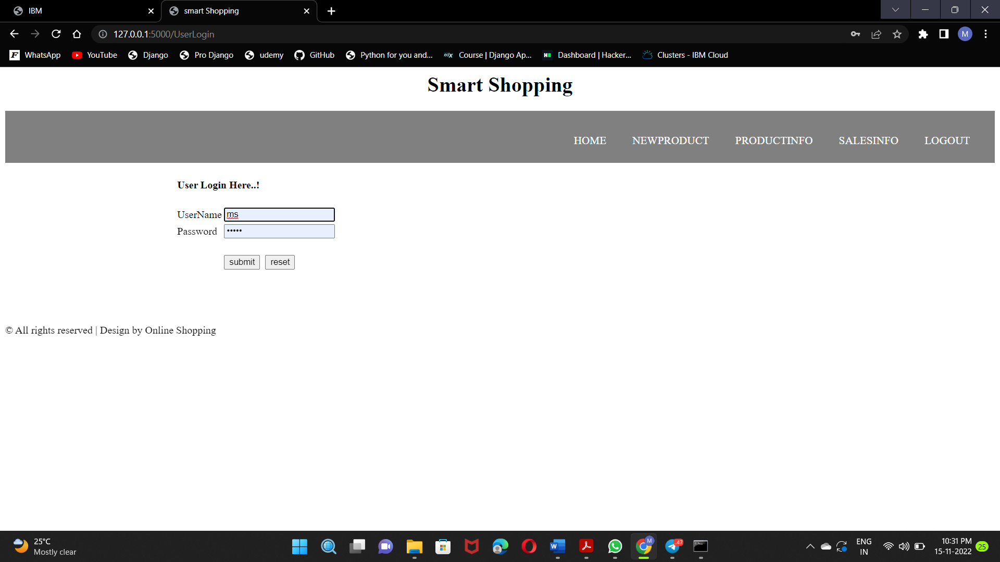 IBM
smart Shopping
127.0.0.1:5000/UserLogin
M
WhatsApp
YouTube
Django
Pro Django
udemy
GitHub
Python for you and...
edX Course | Django Ap...
H Dashboard | Hacker...
Clusters - IBM Cloud
Smart Shopping
HOME NEWPRODUCT PRODUCTINFO SALESINFO LOGOUT
User Login Here..!
UserName ms
Password •••••
submit reset
© All rights reserved | Design by Online Shopping
25°C
Mostly clear
W
M
..47
ENG
IN
10:31 PM
15-11-2022
25